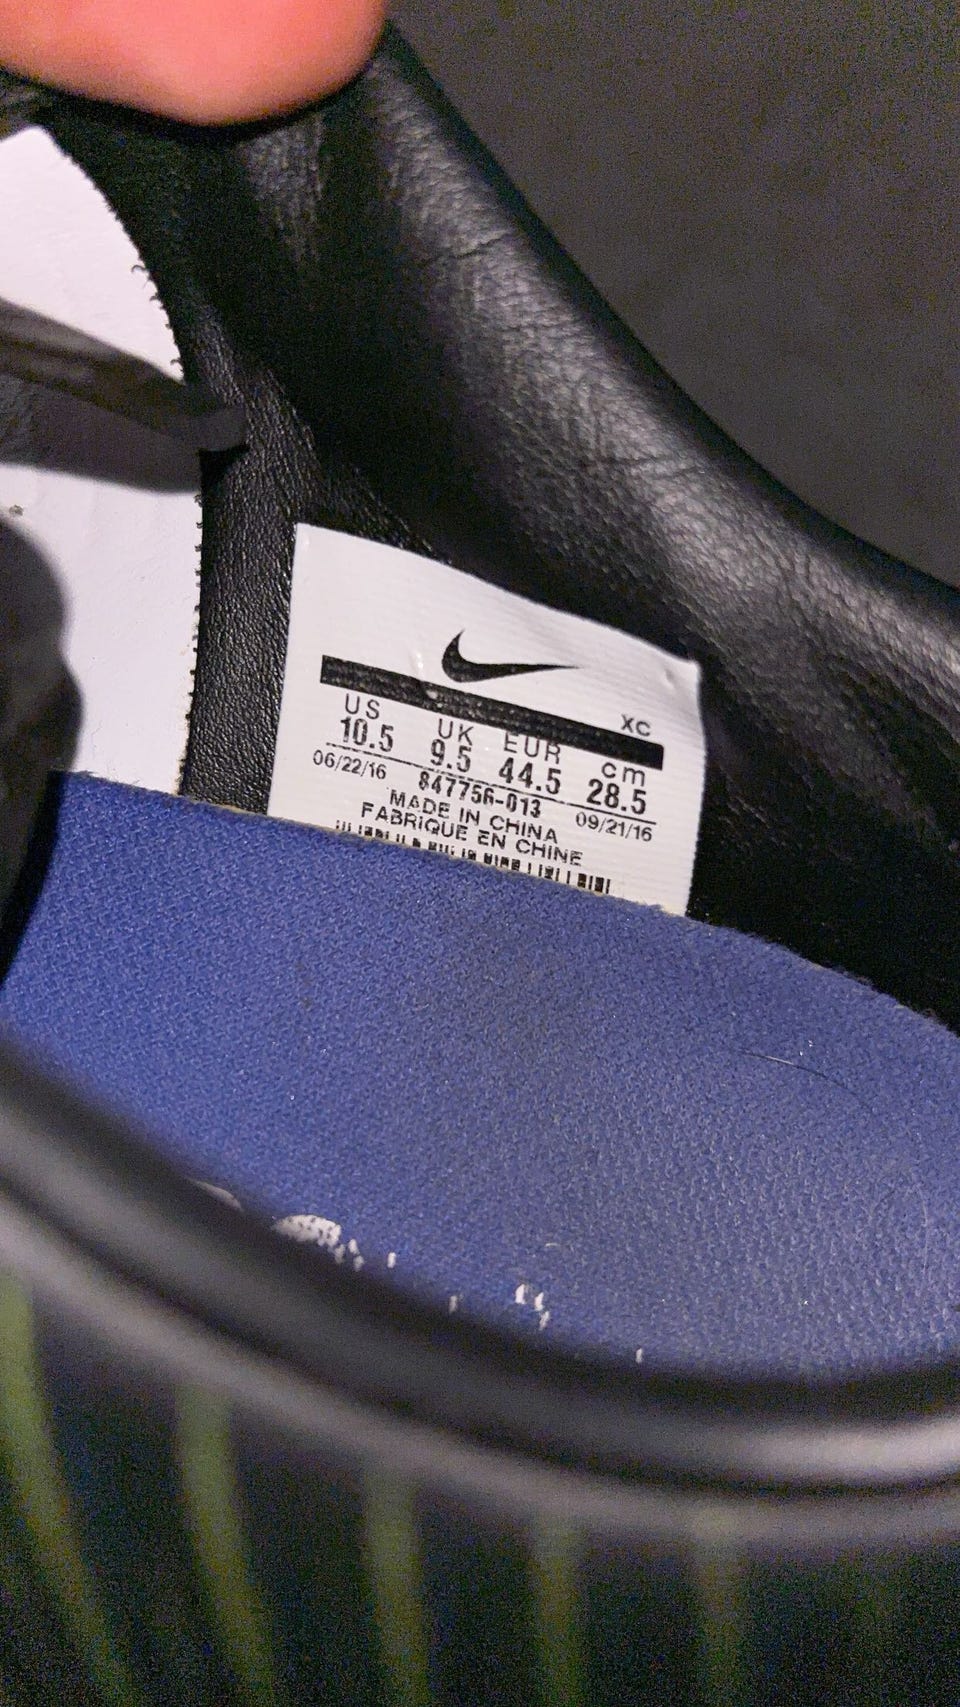 XC
US UK EUR cm
10.5 9.5 44.5 28.5
06/22/16 847756-013 09/21/16
MADE IN CHINA
FABRIQUE EN CHINE